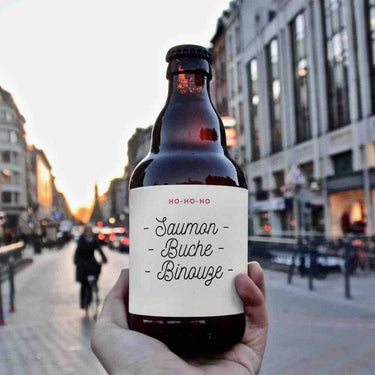 HO-HO-HO
- Saumon -
- Buche -
- Binouze -